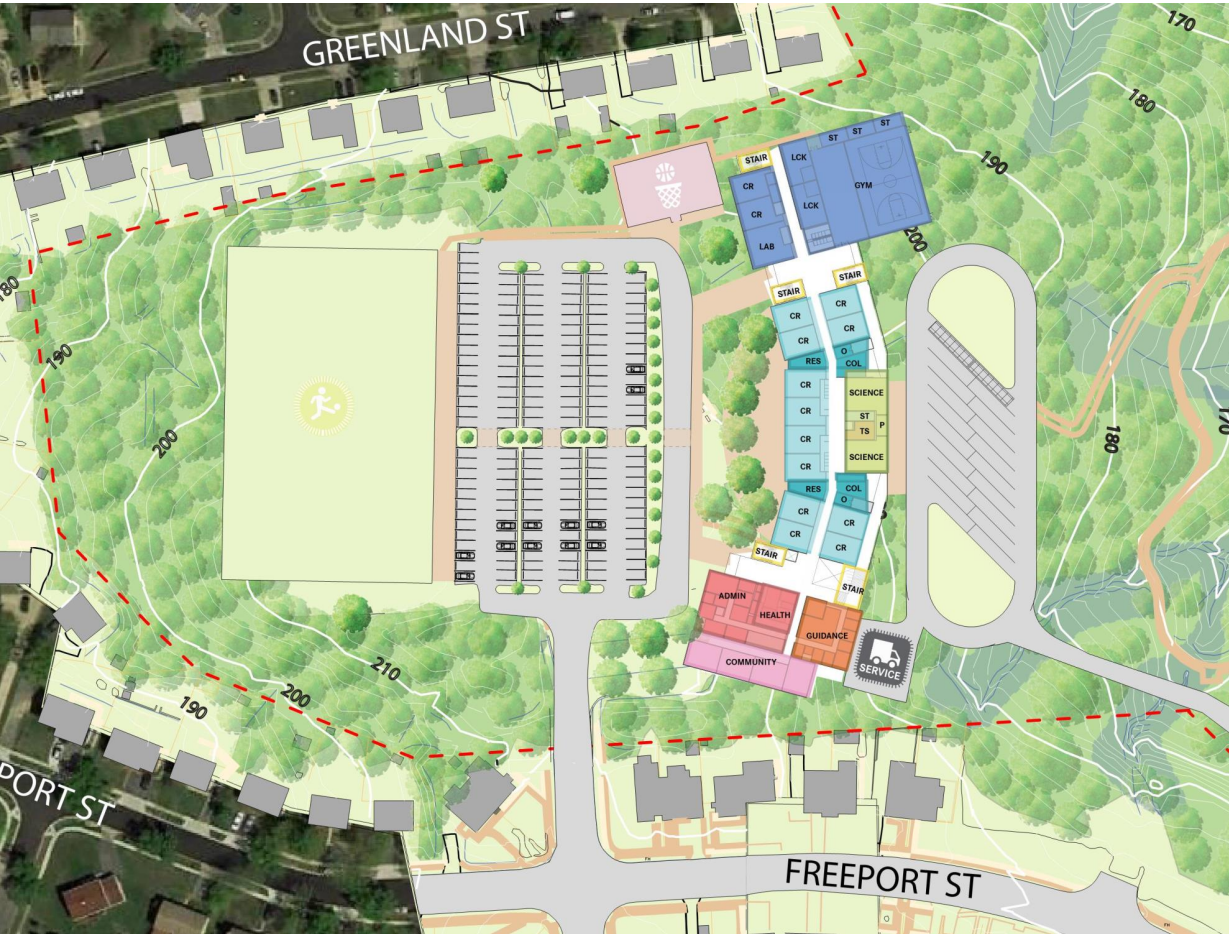 GREENLAND ST
170
180
190
200
180
190
200
210
200
190
180
170
STAIR
LCK
ST
ST
ST
CR
CR
LAB
LCK
GYM
STAIR
STAIR
CR
CR
CR
CR
RES
O
COL
CR
CR
CR
CR
SCIENCE
ST
TS
P
SCIENCE
RES
COL
O
CR
CR
CR
CR
STAIR
STAIR
ADMIN
HEALTH
GUIDANCE
COMMUNITY
SERVICE
PORT ST
FREEPORT ST